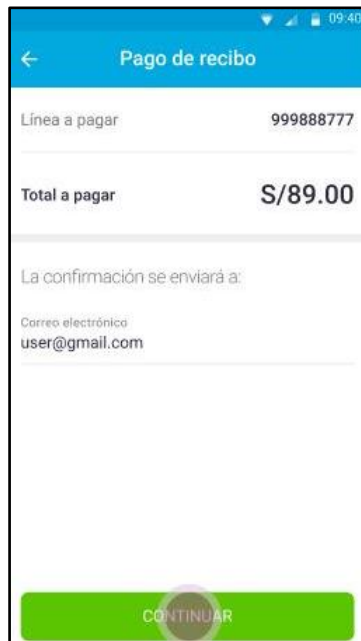 09:40
Pago de recibo
Línea a pagar 999888777
Total a pagar S/89.00
La confirmación se enviará a:
Correo electrónico
user@gmail.com
CONTINUAR